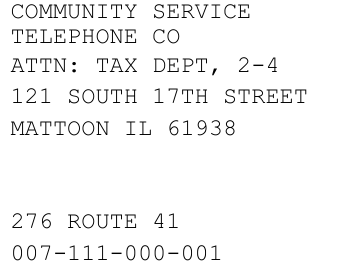 COMMUNITY SERVICE
TELEPHONE CO
ATTN: TAX DEPT, 2-4
121 SOUTH 17TH STREET
MATTOON IL 61938
276 ROUTE 41
007-111-000-001